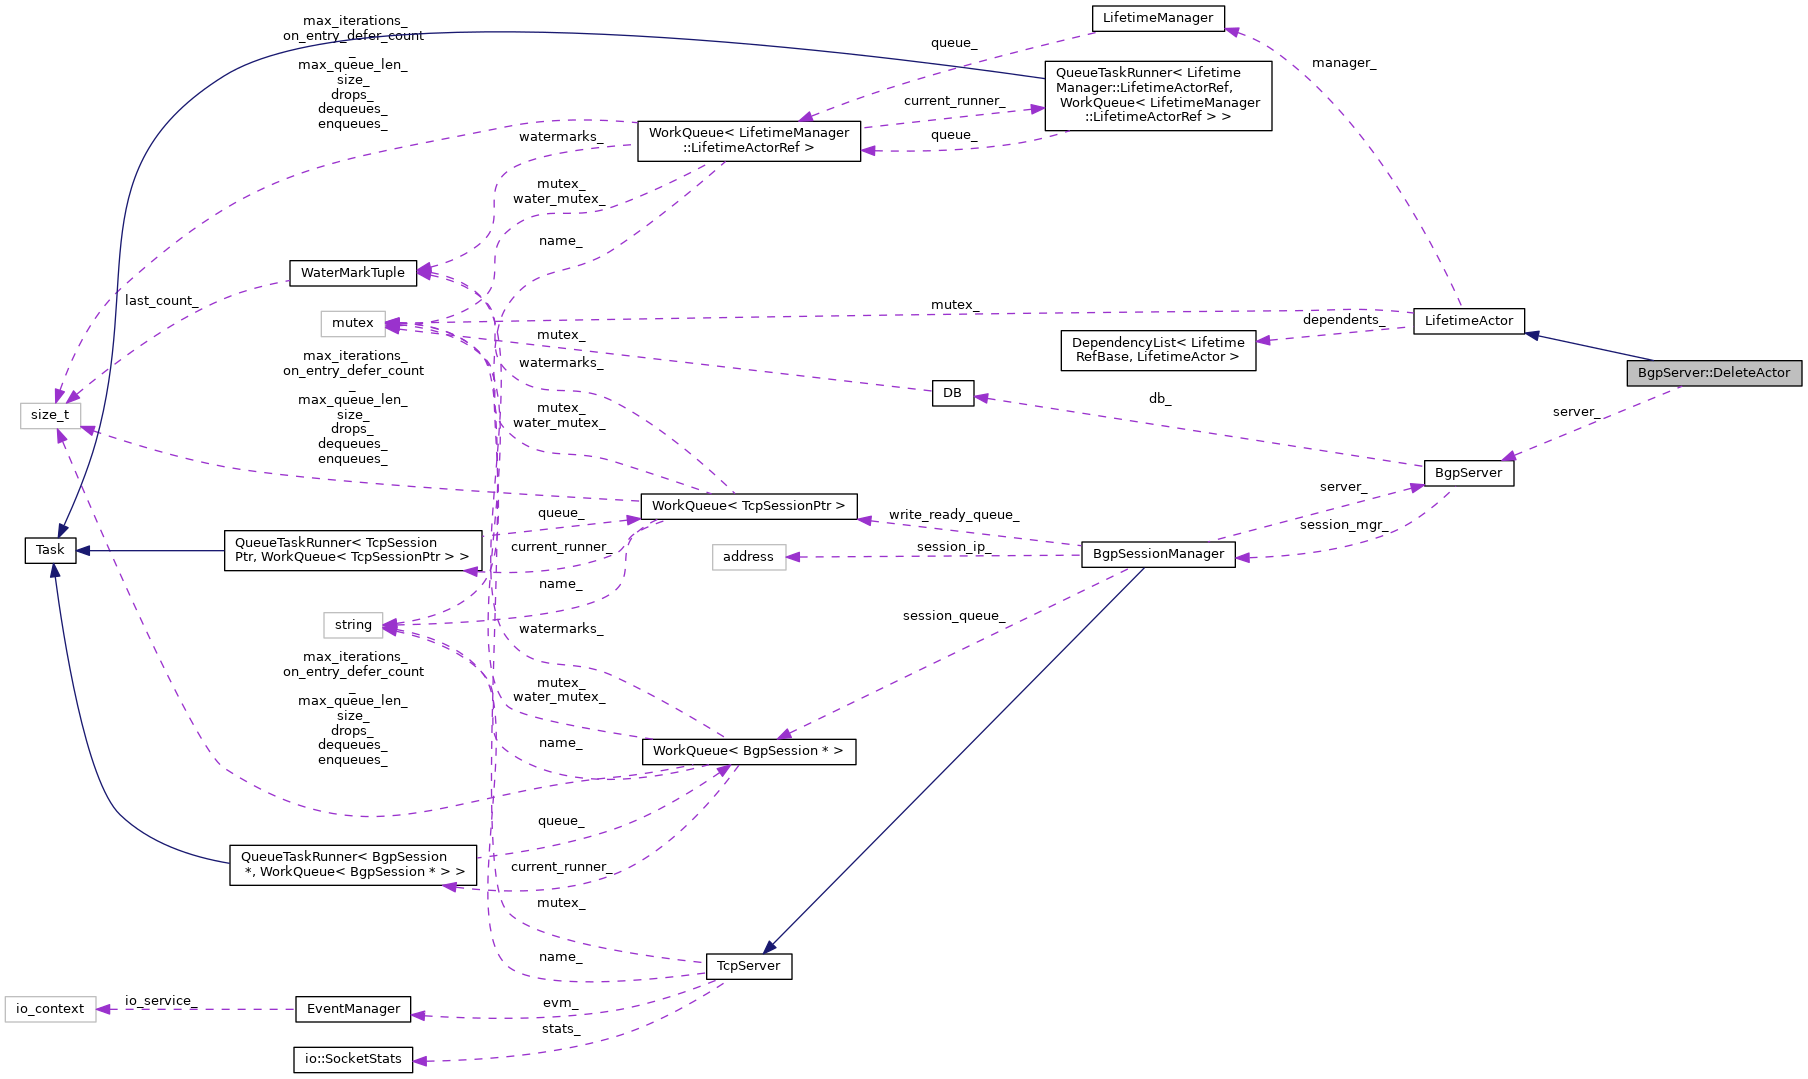 max_iterations_
on_entry_defer_count
_
max_queue_len_
size_
drops_
dequeues_
enqueues_
LifetimeManager
queue_
manager_
QueueTaskRunner< Lifetime
Manager::LifetimeActorRef,
WorkQueue< LifetimeManager
::LifetimeActorRef > >
current_runner_
queue_
WorkQueue< LifetimeManager
::LifetimeActorRef >
watermarks_
mutex_
water_mutex_
name_
WaterMarkTuple
last_count_
mutex
mutex_
LifetimeActor
dependents_
DependencyList< Lifetime
RefBase, LifetimeActor >
mutex_
watermarks_
BgpServer::DeleteActor
server_
DB
db_
max_iterations_
on_entry_defer_count
_
max_queue_len_
size_
drops_
dequeues_
enqueues_
size_t
mutex_
water_mutex_
BgpServer
server_
session_mgr_
WorkQueue< TcpSessionPtr >
write_ready_queue_
queue_
current_runner_
name_
session_ip_
address
BgpSessionManager
Task
QueueTaskRunner< TcpSession
Ptr, WorkQueue< TcpSessionPtr > >
session_queue_
string
watermarks_
max_iterations_
on_entry_defer_count
_
max_queue_len_
size_
drops_
dequeues_
enqueues_
mutex_
water_mutex_
name_
WorkQueue< BgpSession * >
queue_
current_runner_
QueueTaskRunner< BgpSession
*, WorkQueue< BgpSession * > >
mutex_
name_
TcpServer
evm_
stats_
io_context
io_service_
EventManager
io::SocketStats